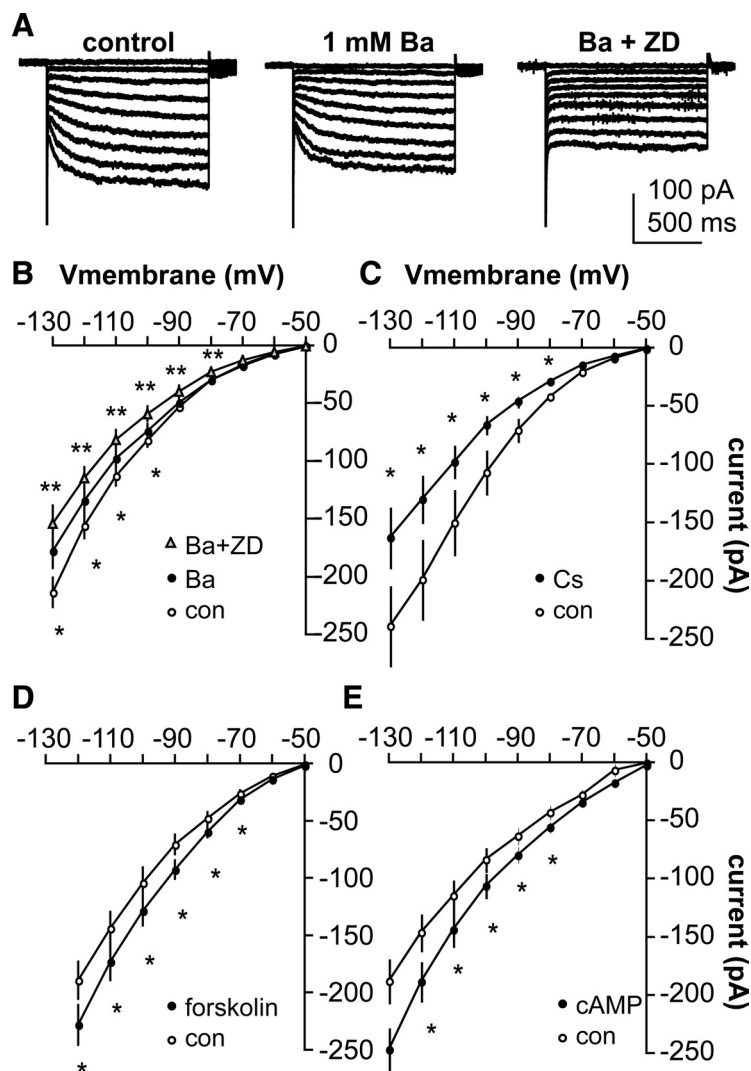 A
control
1 mM Ba
Ba + ZD
100 pA
500 ms
B
Vmembrane (mV)
-130 -110 -90 -70 -50
0
-50
-100
-150
-200
-250
** ** ** ** ** **
* * * *
Ba+ZD
Ba
con
C
Vmembrane (mV)
-130 -110 -90 -70 -50
0
-50
-100
-150
-200
-250
current (pA)
* * * * * *
Cs
con
D
-130 -110 -90 -70 -50
0
-50
-100
-150
-200
-250
* * * * * *
forskolin
con
E
-130 -110 -90 -70 -50
0
-50
-100
-150
-200
-250
current (pA)
* * * * *
cAMP
con